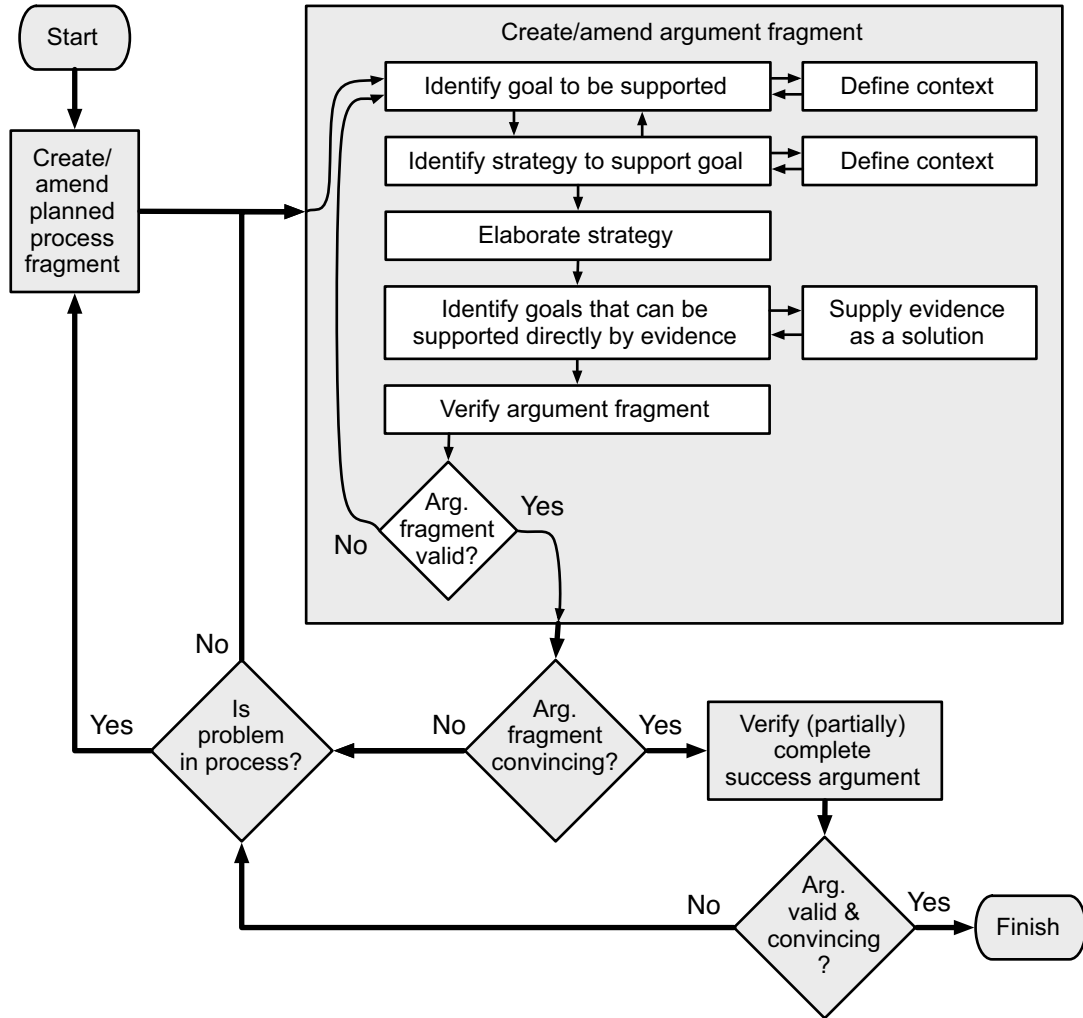 Start
Create/amend argument fragment
Identify goal to be supported
Define context
Create/
amend
planned
process
fragment
Identify strategy to support goal
Define context
Elaborate strategy
Identify goals that can be
supported directly by evidence
Supply evidence
as a solution
Verify argument fragment
Arg.
fragment
valid?
Yes
No
No
Is
problem
in process?
Yes
No
Arg.
fragment
convincing?
Yes
Verify (partially)
complete
success argument
No
Arg.
valid &
convincing
?
Yes
Finish